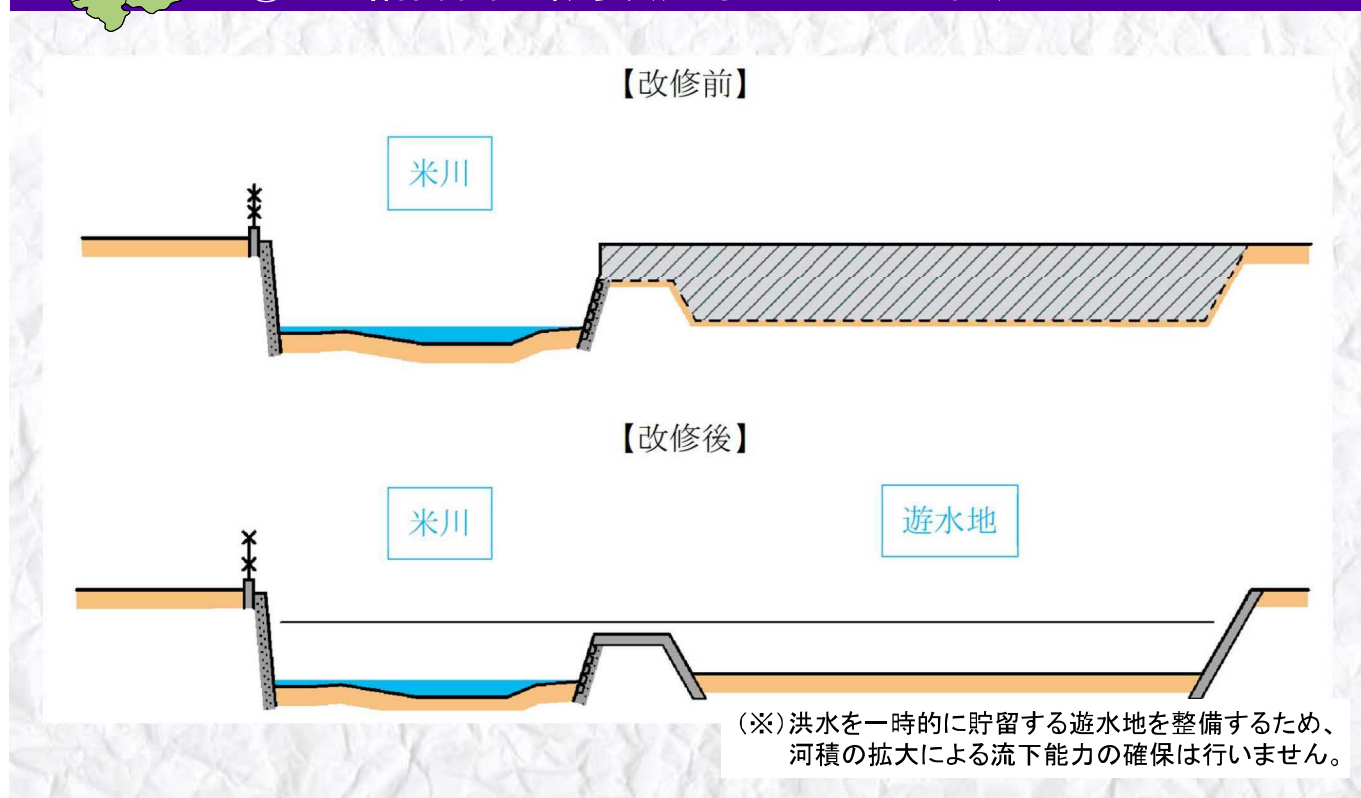 【改修前】
米川
【改修後】
米川
遊水地
(※)洪水を一時的に貯留する遊水地を整備するため、
河積の拡大による流下能力の確保は行いません。